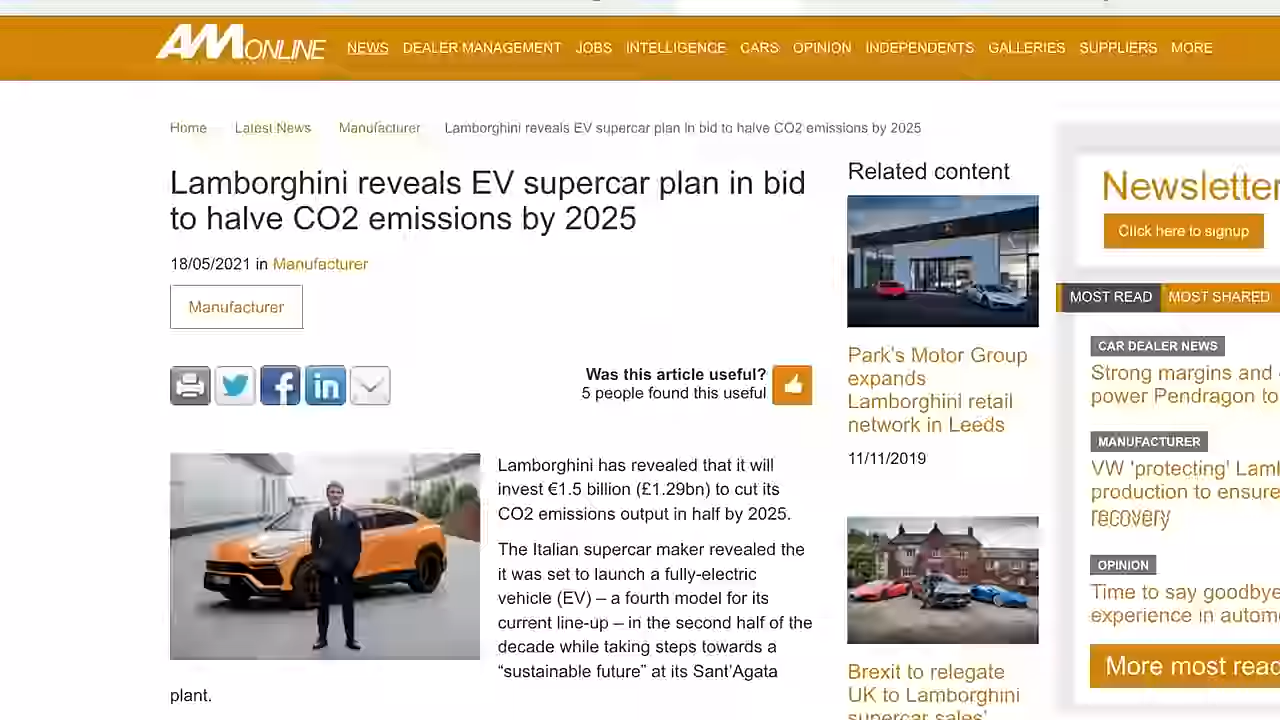 AM ONLINE
NEWS DEALER MANAGEMENT JOBS INTELLIGENCE CARS OPINION INDEPENDENTS GALLERIES SUPPLIERS MORE
Home Latest News Manufacturer Lamborghini reveals EV supercar plan in bid to halve CO2 emissions by 2025
Lamborghini reveals EV supercar plan in bid
to halve CO2 emissions by 2025
18/05/2021 in Manufacturer
Manufacturer
Was this article useful?
5 people found this useful
Lamborghini has revealed that it will
invest €1.5 billion (£1.29bn) to cut its
CO2 emissions output in half by 2025.
The Italian supercar maker revealed the
it was set to launch a fully-electric
vehicle (EV) – a fourth model for its
current line-up – in the second half of the
decade while taking steps towards a
“sustainable future” at its Sant’Agata
plant.
Related content
Park's Motor Group
expands
Lamborghini retail
network in Leeds
11/11/2019
Brexit to relegate
UK to Lamborghini
supercar sales'
Newsletter
Click here to signup
MOST READ MOST SHARED
CAR DEALER NEWS
Strong margins and
power Pendragon to
MANUFACTURER
VW 'protecting' Lam
production to ensure
recovery
OPINION
Time to say goodbye
experience in autom
More most read